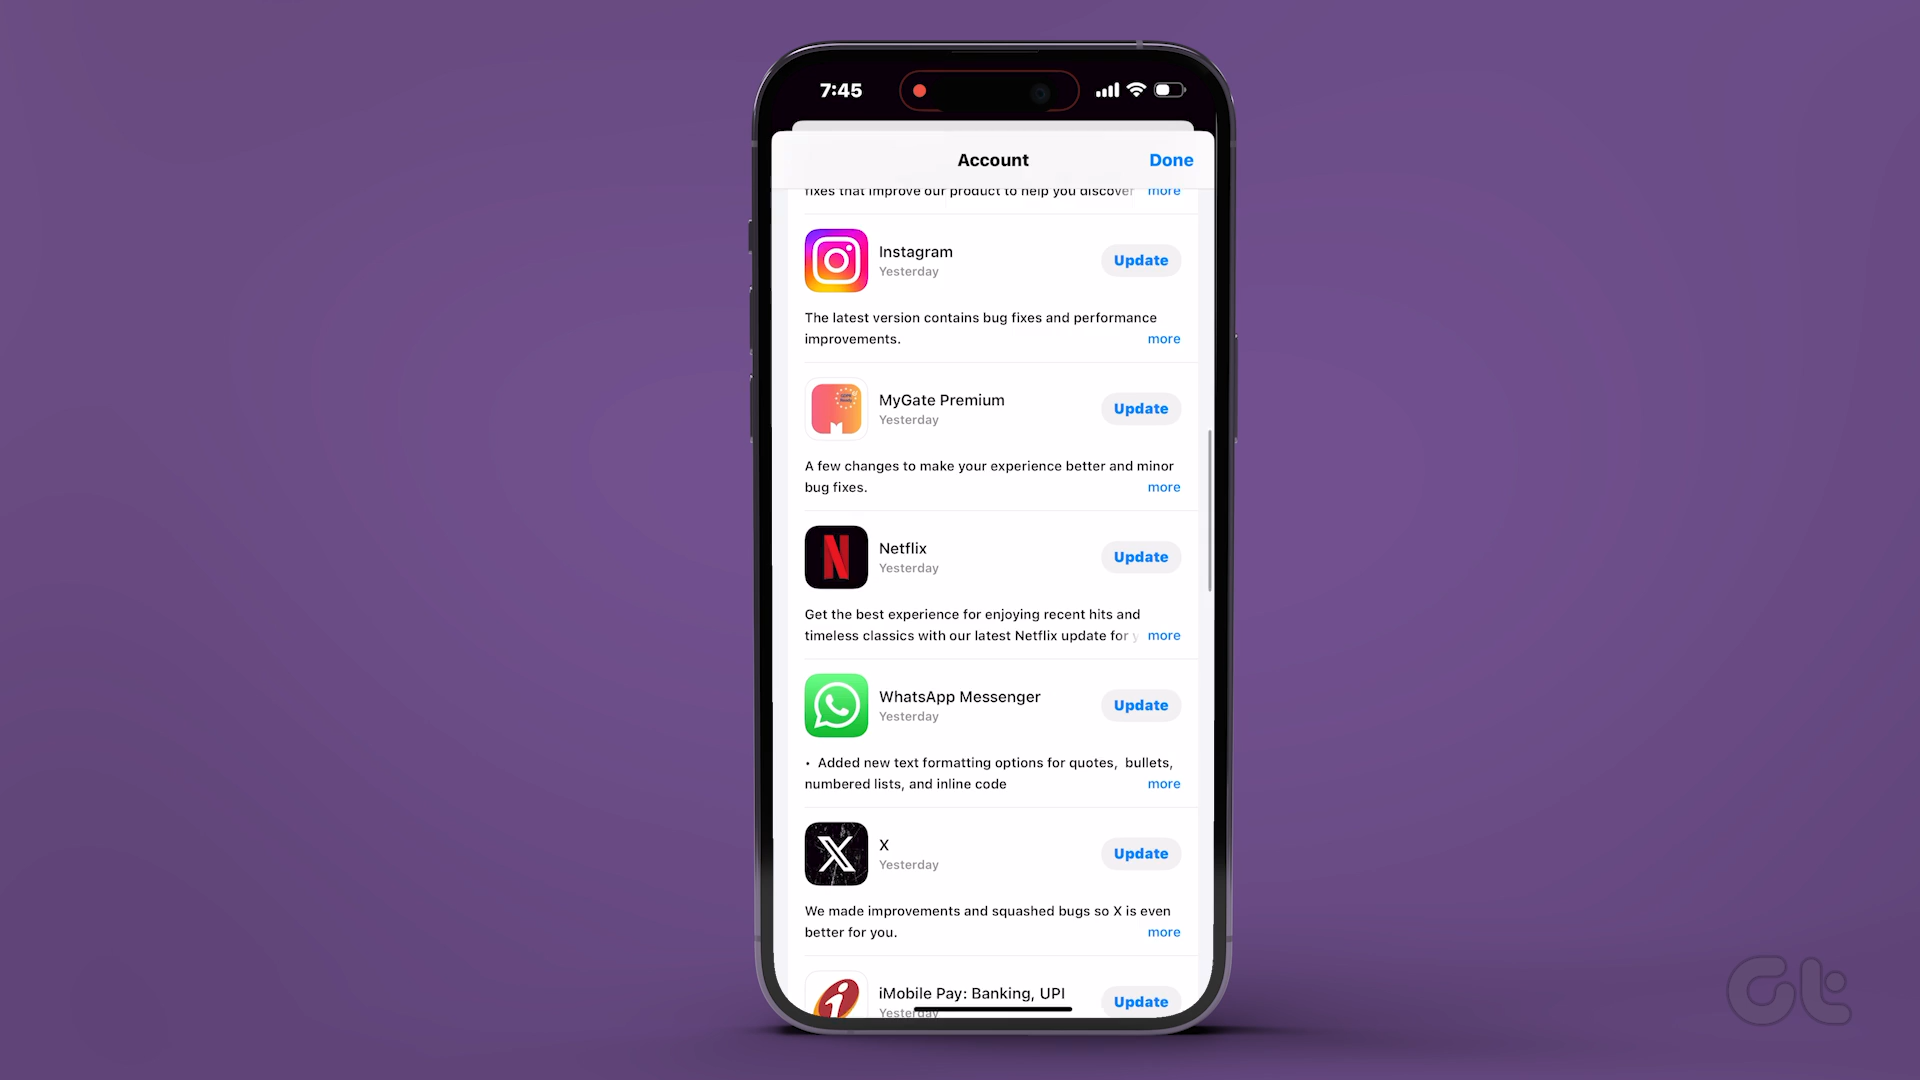 7:45
Account
Done
fixes that improve our product to help you discover more
Instagram
Yesterday
Update
The latest version contains bug fixes and performance
improvements. more
MyGate Premium
Yesterday
Update
A few changes to make your experience better and minor
bug fixes. more
Netflix
Yesterday
Update
Get the best experience for enjoying recent hits and
timeless classics with our latest Netflix update for y more
WhatsApp Messenger
Yesterday
Update
• Added new text formatting options for quotes, bullets,
numbered lists, and inline code more
X
Yesterday
Update
We made improvements and squashed bugs so X is even
better for you. more
iMobile Pay: Banking, UPI
Yesterday
Update
Gt